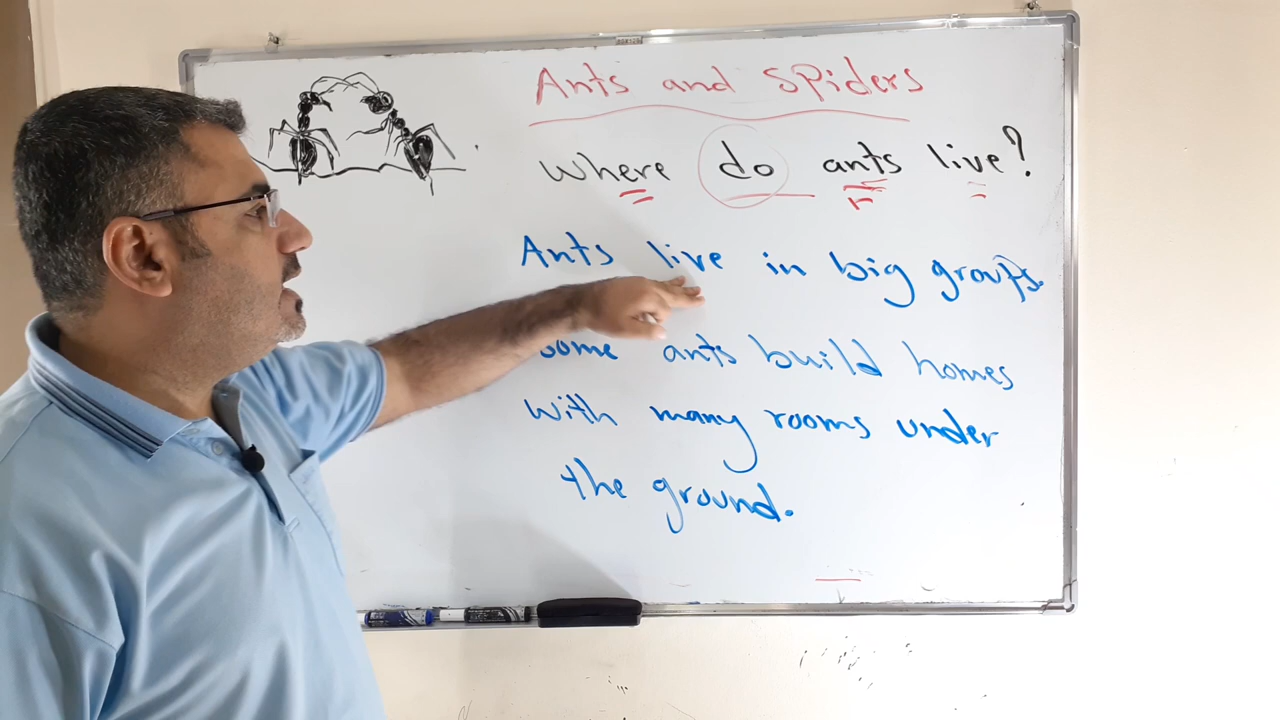 Ants and Spiders
Where do ants live?
Ants live in big groups.
Some ants build homes
with many rooms under
the ground.